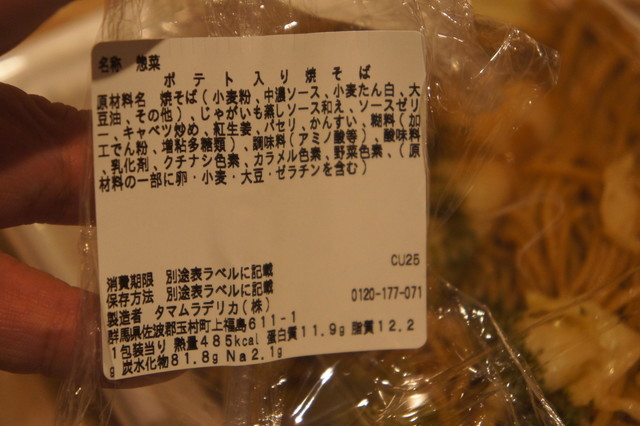 名称 惣菜
ポテト入り焼そば
原材料名 焼そば(小麦粉、中濃ソース、小麦たん白、大
豆油、その他)、じゃがいも蒸しソース和え、ソースゼリ
ー、キャベツ炒め、紅生姜、パセリ、かんすい、糊料(加
工でん粉、増粘多糖類)、調味料(アミノ酸等)、酸味料
、乳化剤、クチナシ色素、カラメル色素、野菜色素、(原
材料の一部に卵・小麦・大豆・ゼラチンを含む)
CU25
消費期限 別途表ラベルに記載
保存方法 別途表ラベルに記載
0120-177-071
製造者 タマムラデリカ(株)
群馬県佐波郡玉村町上福島611-1
1包装当り 熱量485kcal 蛋白質11.9g 脂質12.2
g 炭水化物81.8g Na2.1g